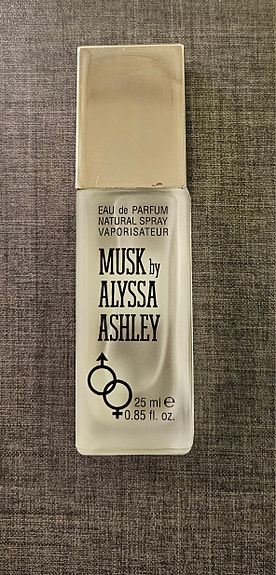 EAU de PARFUM
NATURAL SPRAY
VAPORISATEUR
MUSK by
ALYSSA
ASHLEY
25 ml ℮
0.85 fl. oz.